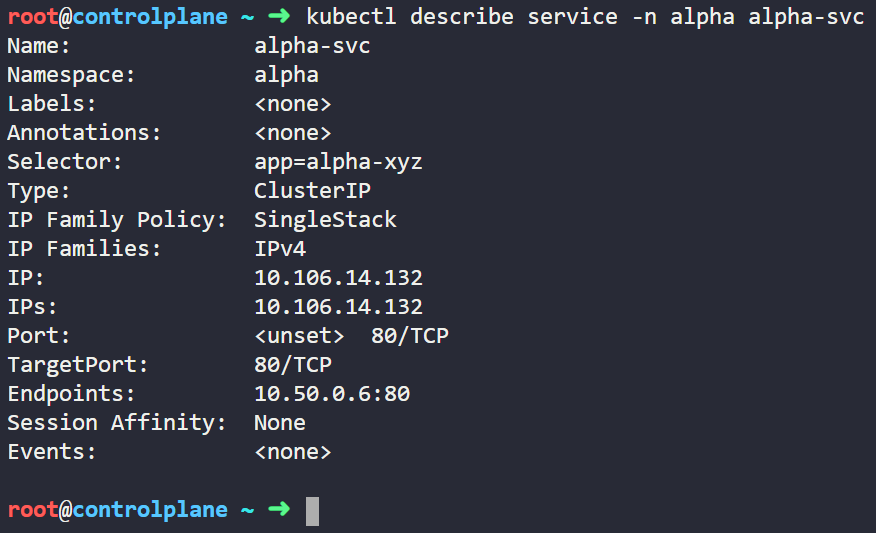 root@controlplane ~ ➜ kubectl describe service -n alpha alpha-svc
Name: alpha-svc
Namespace: alpha
Labels: <none>
Annotations: <none>
Selector: app=alpha-xyz
Type: ClusterIP
IP Family Policy: SingleStack
IP Families: IPv4
IP: 10.106.14.132
IPs: 10.106.14.132
Port: <unset> 80/TCP
TargetPort: 80/TCP
Endpoints: 10.50.0.6:80
Session Affinity: None
Events: <none>
root@controlplane ~ ➜